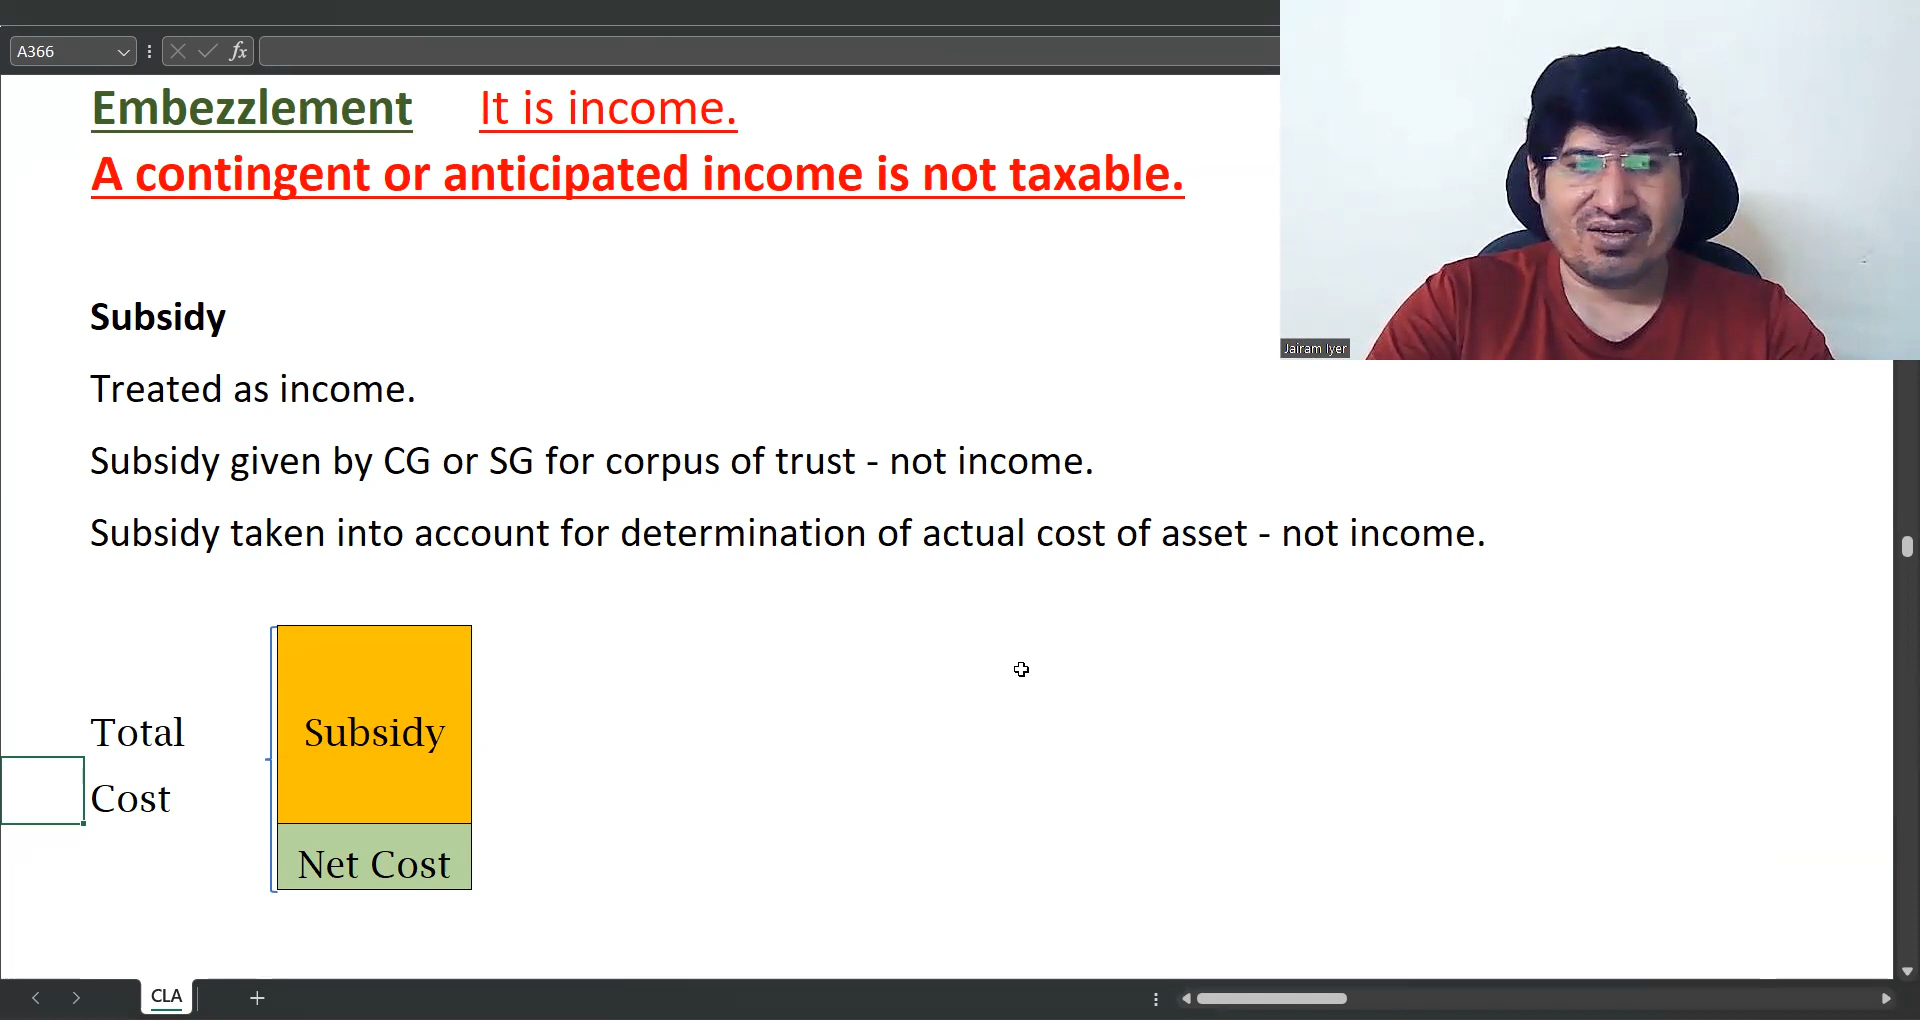 A366
fx
Embezzlement It is income.
A contingent or anticipated income is not taxable.
Jairam Iyer
Subsidy
Treated as income.
Subsidy given by CG or SG for corpus of trust - not income.
Subsidy taken into account for determination of actual cost of asset - not income.
Total
Cost
Subsidy
Net Cost
CLA